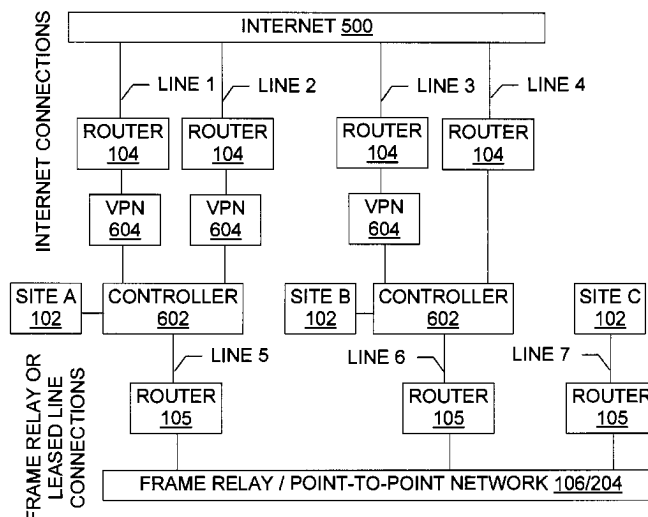 INTERNET CONNECTIONS
INTERNET 500
LINE 1
LINE 2
LINE 3
LINE 4
ROUTER
104
ROUTER
104
ROUTER
104
ROUTER
104
VPN
604
VPN
604
VPN
604
SITE A
102
CONTROLLER
602
SITE B
102
CONTROLLER
602
SITE C
102
FRAME RELAY OR
LEASED LINE
CONNECTIONS
LINE 5
LINE 6
LINE 7
ROUTER
105
ROUTER
105
ROUTER
105
FRAME RELAY / POINT-TO-POINT NETWORK 106/204